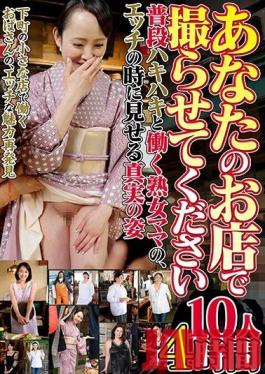 あなたのお店で
撮らせてください
普段ハキハキと働く熟女ママの、
エッチの時に見せる真実の姿
下町の小さな店で働く
お母さんの、エッチな魅力再発見
10人
4時間